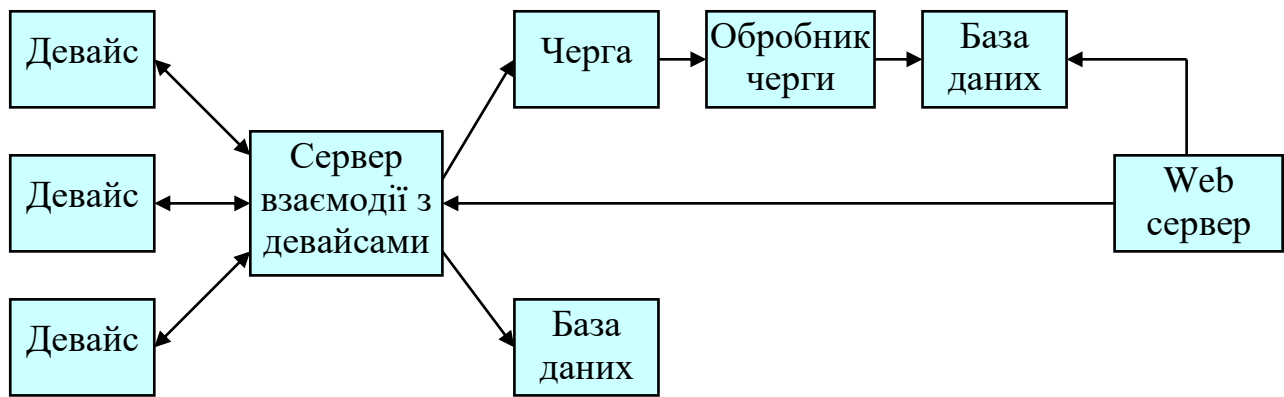 Девайс
Девайс
Девайс
Сервер
взаємодії з
девайсами
Черга
Обробник
черги
База
даних
Web
сервер
База
даних